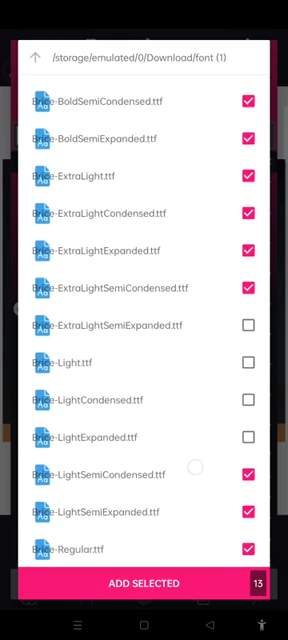 /storage/emulated/0/Download/font (1)
Brice-BoldSemiCondensed.ttf
Brice-BoldSemiExpanded.ttf
Brice-ExtraLight.ttf
Brice-ExtraLightCondensed.ttf
Brice-ExtraLightExpanded.ttf
Brice-ExtraLightSemiCondensed.ttf
Brice-ExtraLightSemiExpanded.ttf
Brice-Light.ttf
Brice-LightCondensed.ttf
Brice-LightExpanded.ttf
Brice-LightSemiCondensed.ttf
Brice-LightSemiExpanded.ttf
Brice-Regular.ttf
ADD SELECTED 13